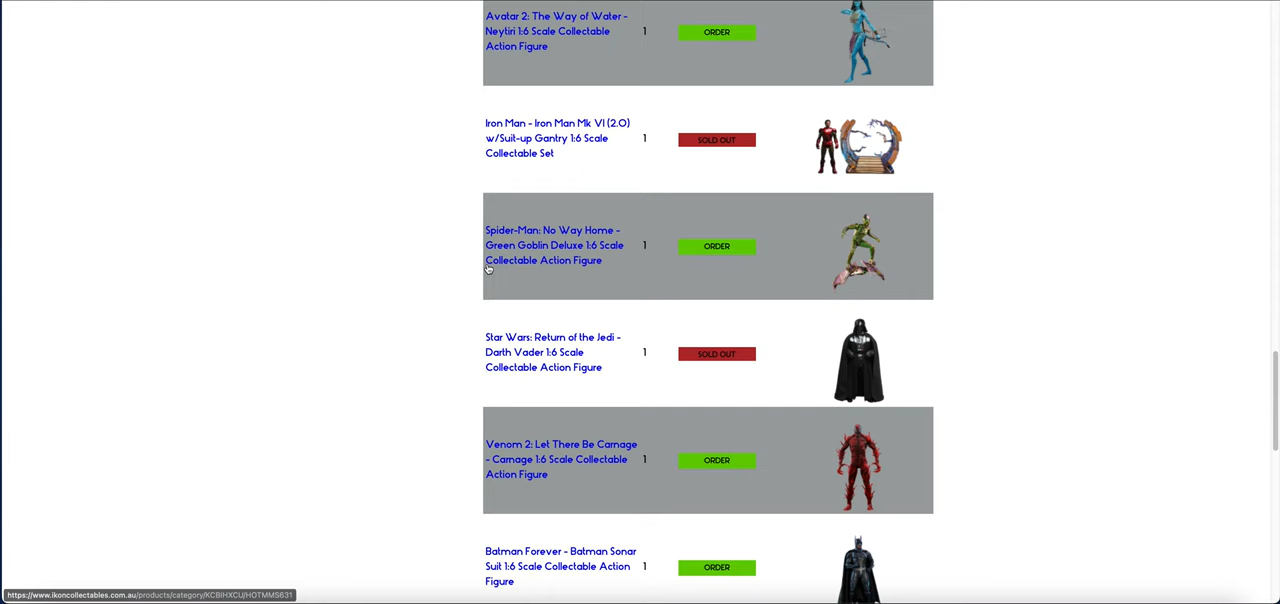 Avatar 2: The Way of Water -
Neytiri 1:6 Scale Collectable
Action Figure
1
ORDER
Iron Man - Iron Man Mk VI (2.0)
w/Suit-up Gantry 1:6 Scale
Collectable Set
1
SOLD OUT
Spider-Man: No Way Home -
Green Goblin Deluxe 1:6 Scale
Collectable Action Figure
1
ORDER
Star Wars: Return of the Jedi -
Darth Vader 1:6 Scale
Collectable Action Figure
1
SOLD OUT
Venom 2: Let There Be Carnage
- Carnage 1:6 Scale Collectable
Action Figure
1
ORDER
Batman Forever - Batman Sonar
Suit 1:6 Scale Collectable Action
Figure
1
ORDER
https://www.ikoncollectables.com.au/products/category/KCBIHXCU/HOTMMS631